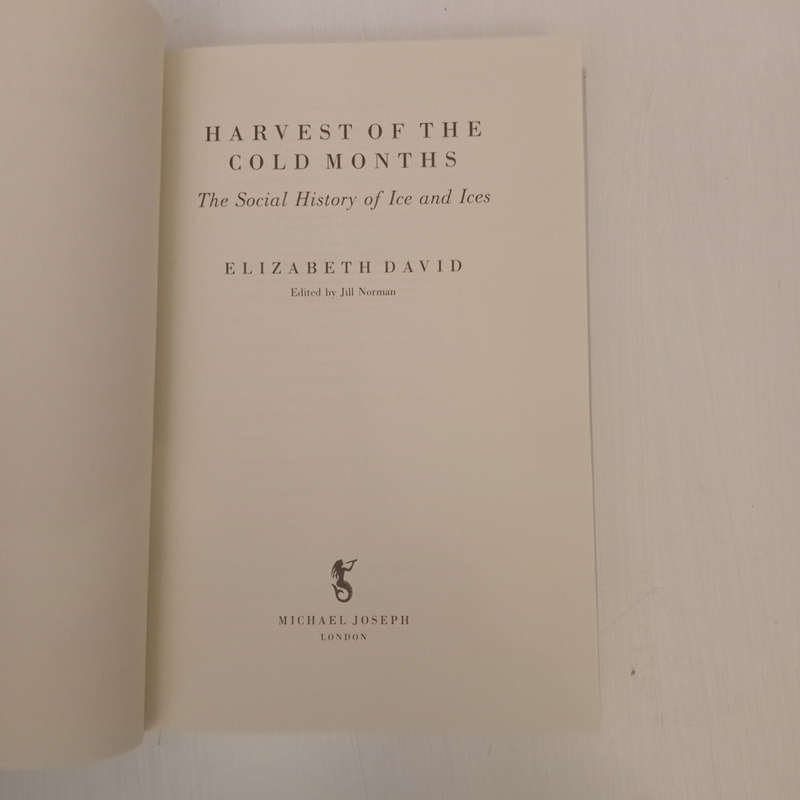 HARVEST OF THE
COLD MONTHS
The Social History of Ice and Ices
ELIZABETH DAVID
Edited by Jill Norman
MICHAEL JOSEPH
LONDON